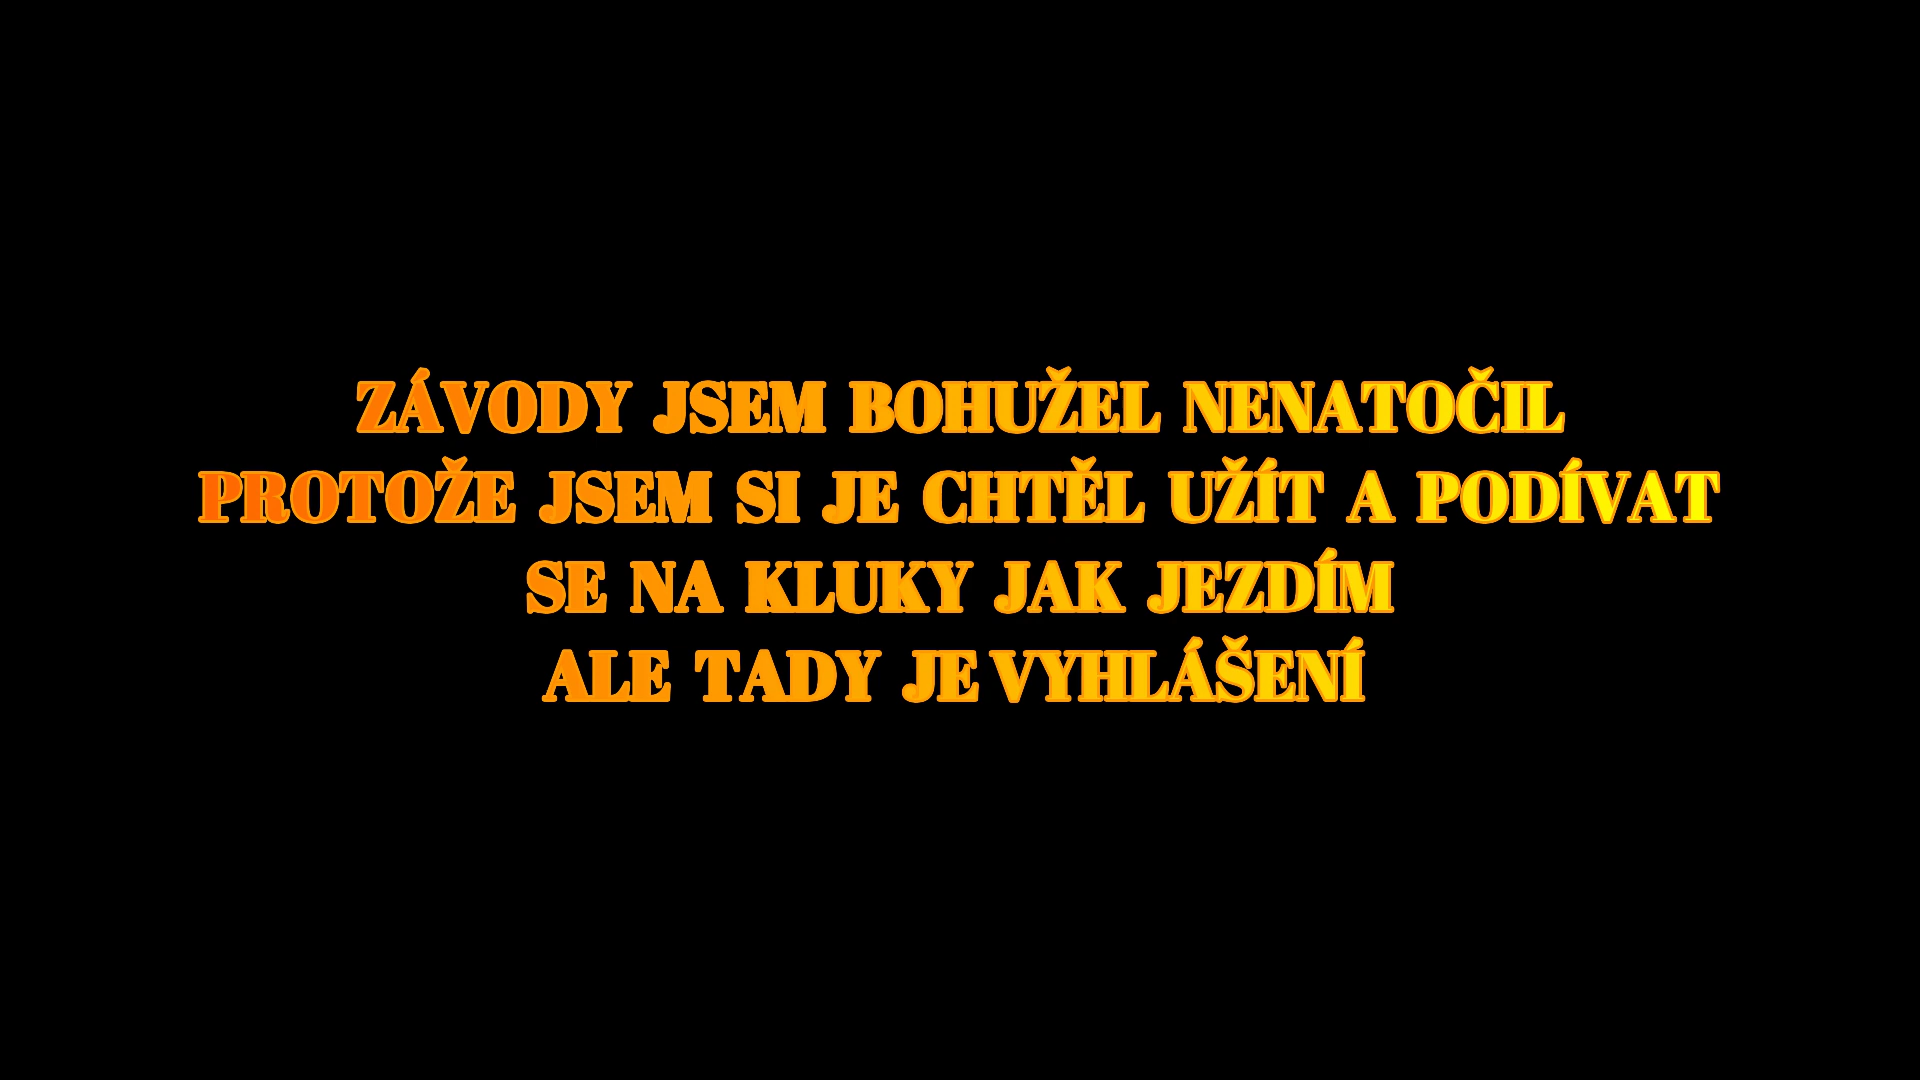 ZÁVODY JSEM BOHUŽEL NENATOČIL
PROTOŽE JSEM SI JE CHTĚL UŽÍT A PODÍVAT
SE NA KLUKY JAK JEZDÍM
ALE TADY JE VYHLÁŠENÍ